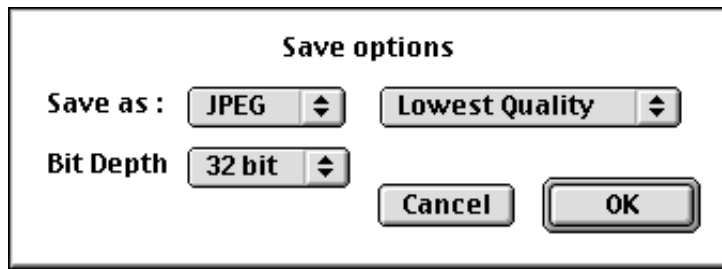 Save options
Save as : JPEG Lowest Quality
Bit Depth 32 bit
Cancel OK